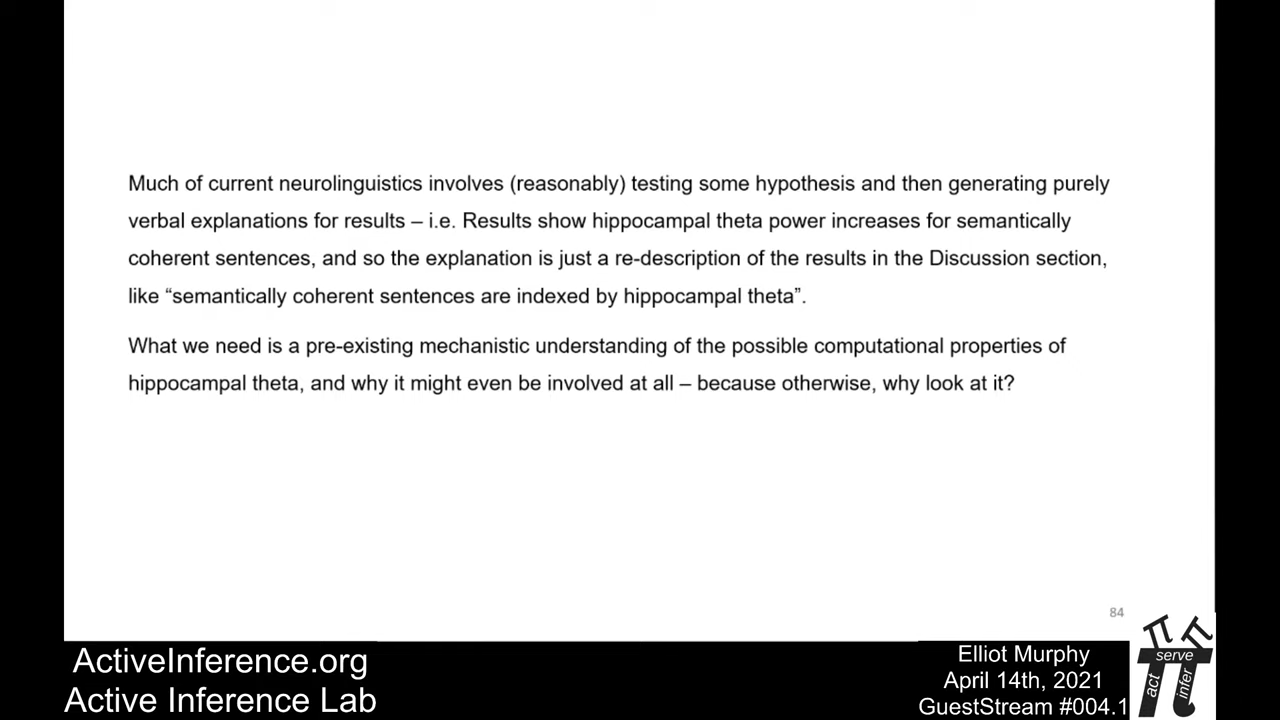 Much of current neurolinguistics involves (reasonably) testing some hypothesis and then generating purely
verbal explanations for results – i.e. Results show hippocampal theta power increases for semantically
coherent sentences, and so the explanation is just a re-description of the results in the Discussion section,
like “semantically coherent sentences are indexed by hippocampal theta”.
What we need is a pre-existing mechanistic understanding of the possible computational properties of
hippocampal theta, and why it might even be involved at all – because otherwise, why look at it?
84
ActiveInference.org
Active Inference Lab
Elliot Murphy
April 14th, 2021
GuestStream #004.1
serve
act
infer